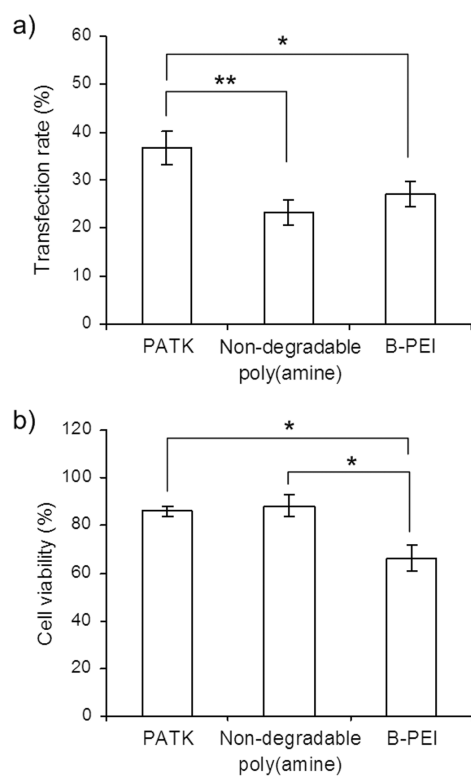 a)
Transfection rate (%)
60
50
40
30
20
10
0
*
**
PATK
Non-degradable
poly(amine)
B-PEI
b)
Cell viability (%)
120
100
80
60
40
20
0
*
*
PATK
Non-degradable
poly(amine)
B-PEI